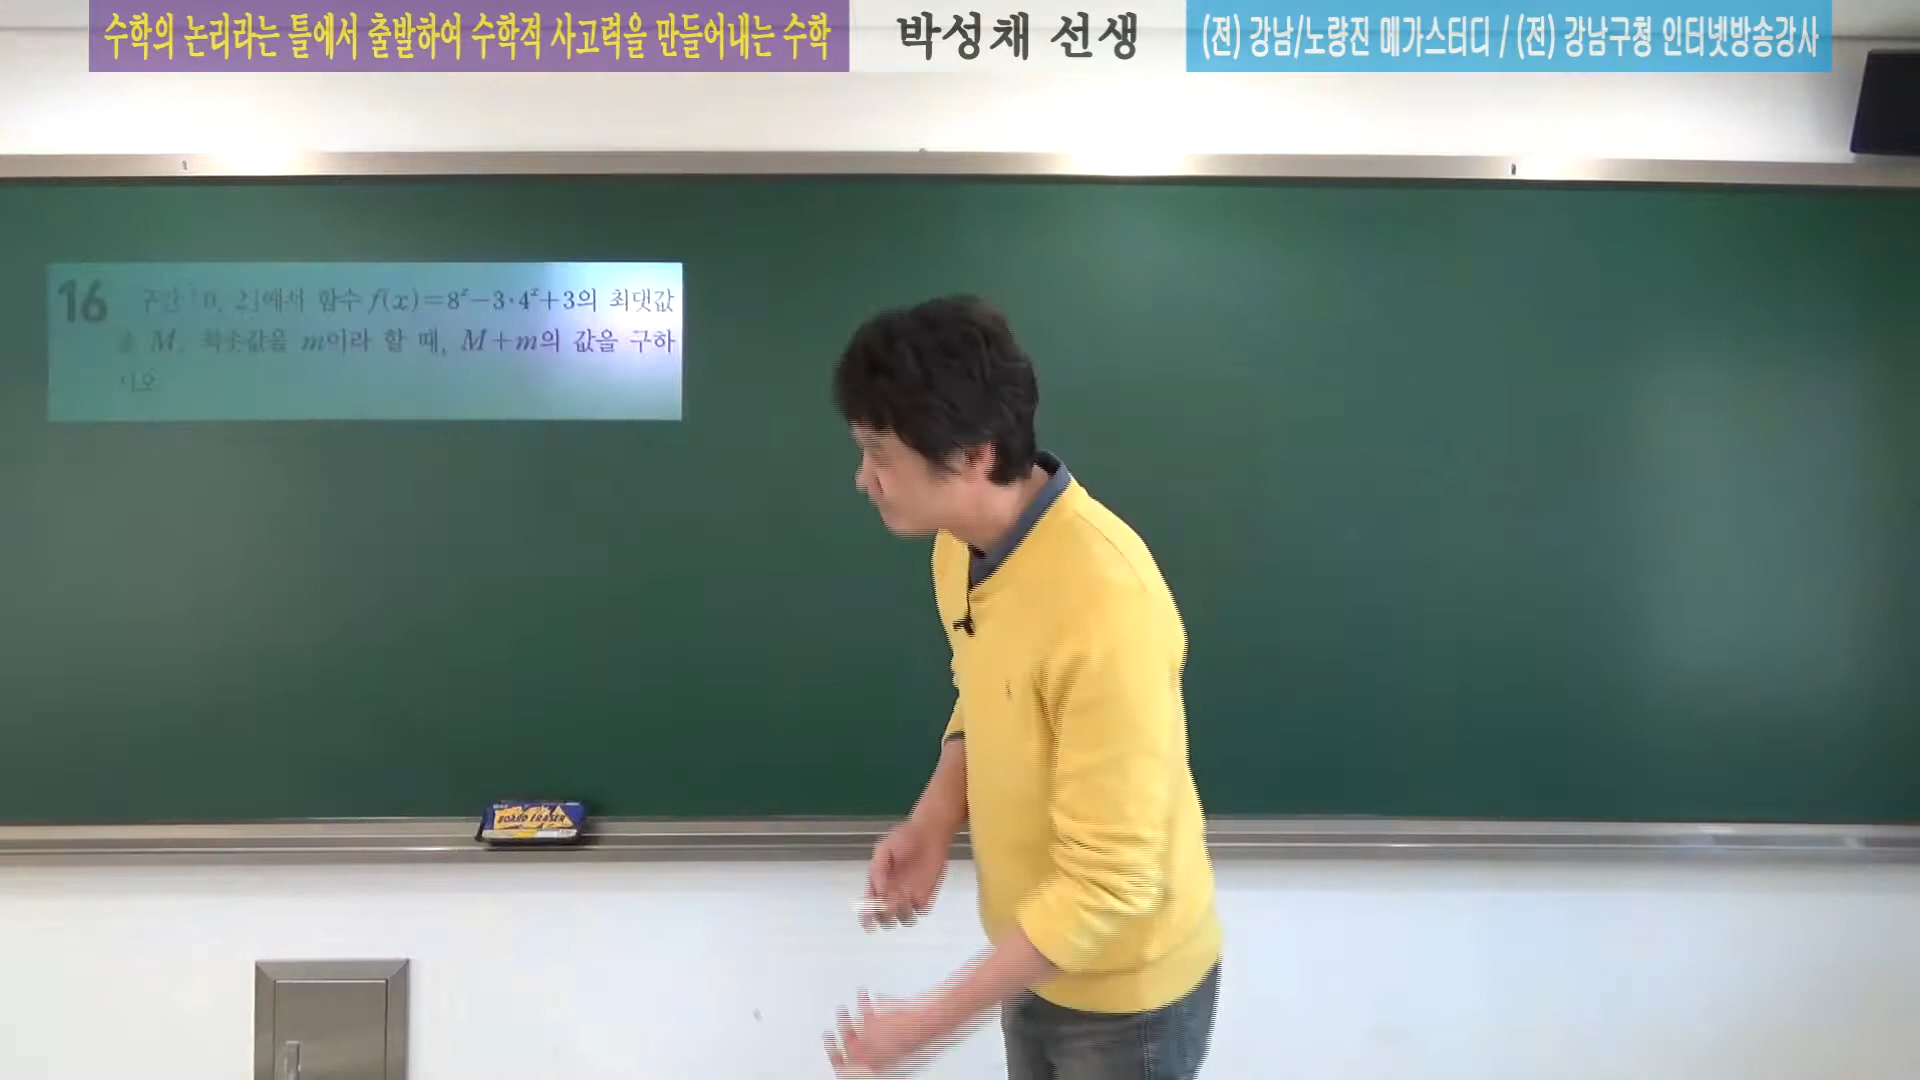 수학의 논리라는 틀에서 출발하여 수학적 사고력을 만들어내는 수학
박성채 선생
(전) 강남/노량진 메가스터디 / (전) 강남구청 인터넷방송강사
16 구간 [0, 2]에서 함수 f(x)=8ˣ−3·4ˣ+3의 최댓값
을 M, 최솟값을 m이라 할 때, M+m의 값을 구하
시오
BOARD ERASER